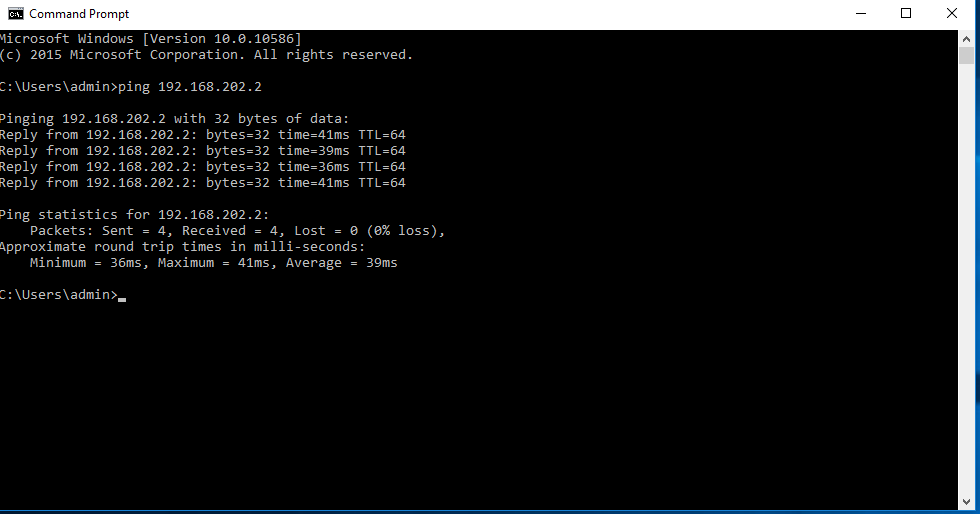 Command Prompt
Microsoft Windows [Version 10.0.10586]
(c) 2015 Microsoft Corporation. All rights reserved.
C:\Users\admin>ping 192.168.202.2
Pinging 192.168.202.2 with 32 bytes of data:
Reply from 192.168.202.2: bytes=32 time=41ms TTL=64
Reply from 192.168.202.2: bytes=32 time=39ms TTL=64
Reply from 192.168.202.2: bytes=32 time=36ms TTL=64
Reply from 192.168.202.2: bytes=32 time=41ms TTL=64
Ping statistics for 192.168.202.2:
    Packets: Sent = 4, Received = 4, Lost = 0 (0% loss),
Approximate round trip times in milli-seconds:
    Minimum = 36ms, Maximum = 41ms, Average = 39ms
C:\Users\admin>